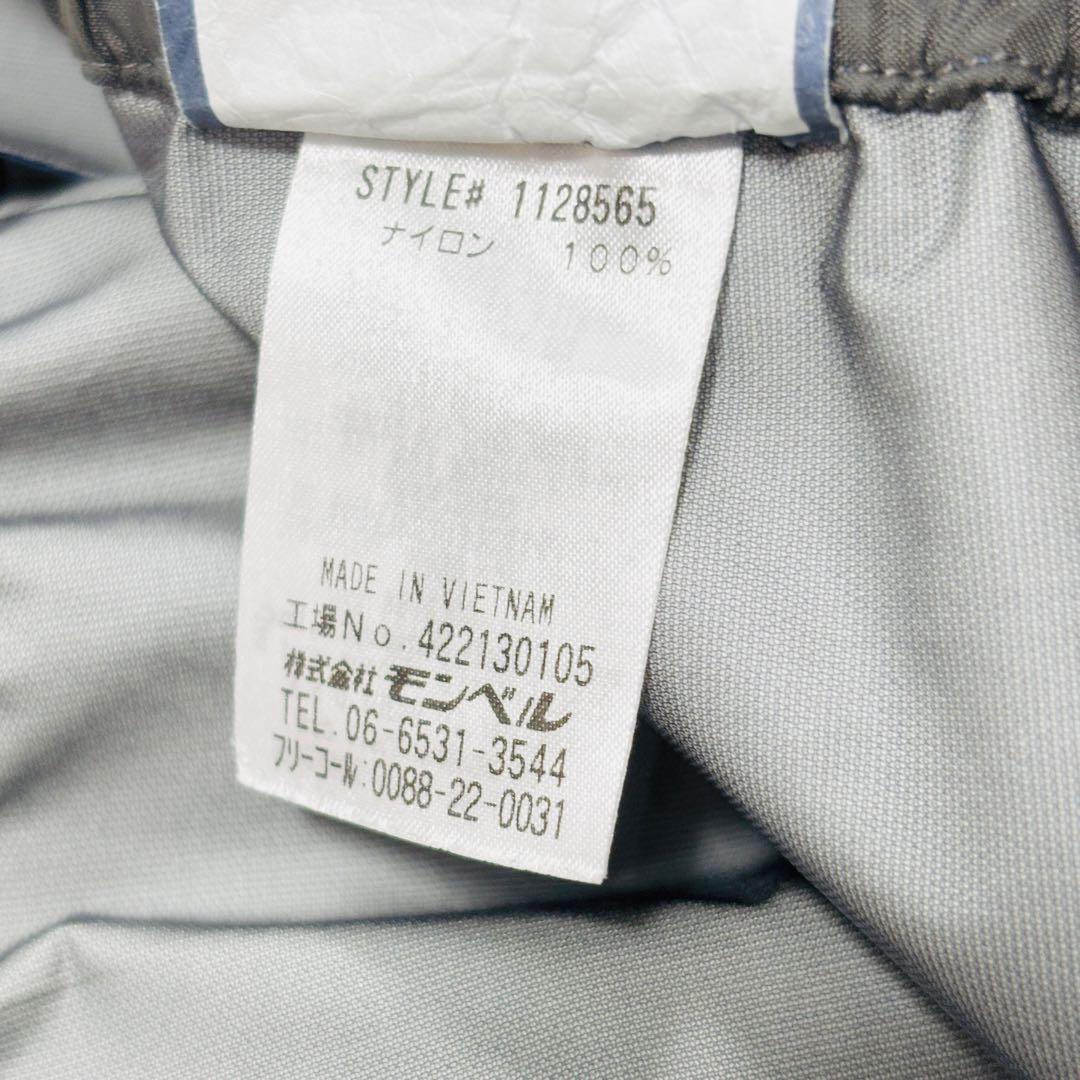 STYLE# 1128565
ナイロン 100%
MADE IN VIETNAM
工場No.422130105
株式会社 モンベル
TEL.06-6531-3544
フリーコール:0088-22-0031